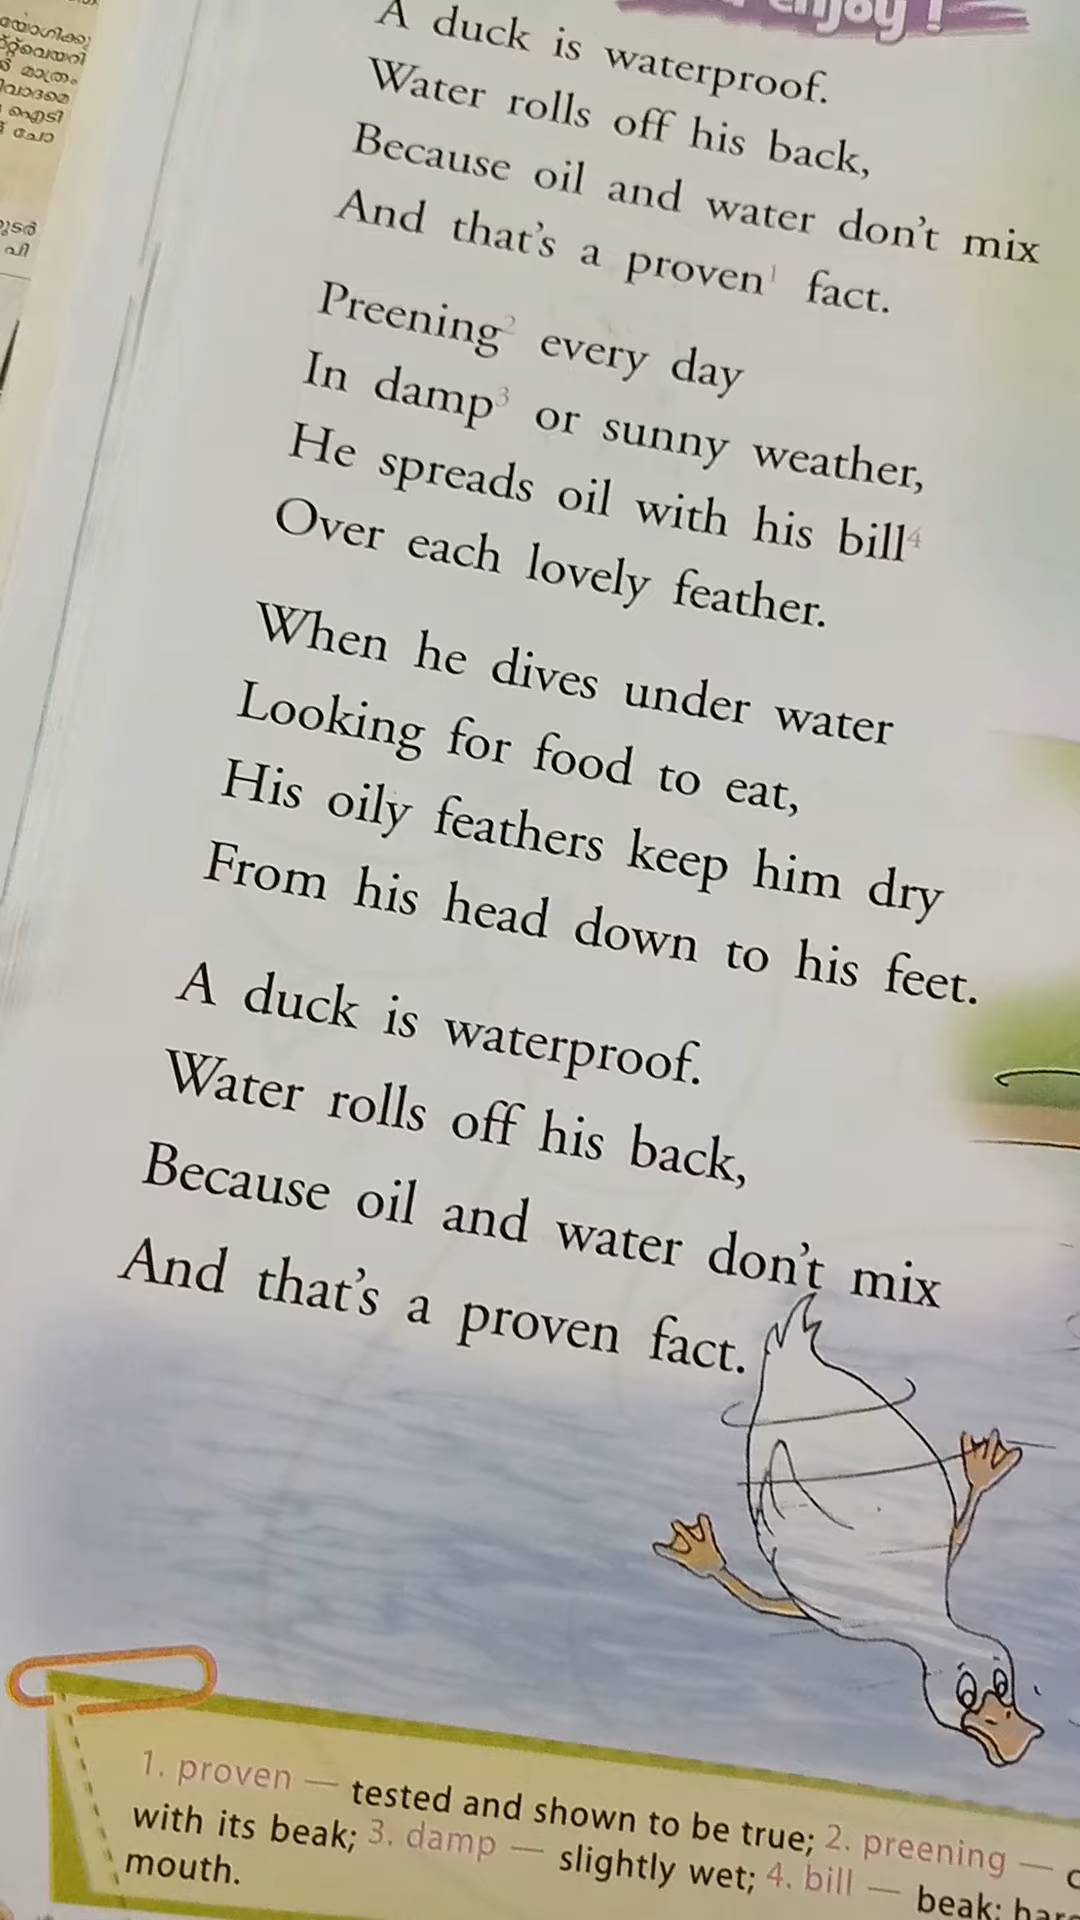 enjoy!
A duck is waterproof.
Water rolls off his back,
Because oil and water don't mix
And that's a proven¹ fact.
Preening² every day
In damp³ or sunny weather,
He spreads oil with his bill⁴
Over each lovely feather.
When he dives under water
Looking for food to eat,
His oily feathers keep him dry
From his head down to his feet.
A duck is waterproof.
Water rolls off his back,
Because oil and water don't mix
And that's a proven fact.
1. proven — tested and shown to be true; 2. preening —
with its beak; 3. damp — slightly wet; 4. bill — beak;
mouth.
മാത്രം
ഐടി
ചോ